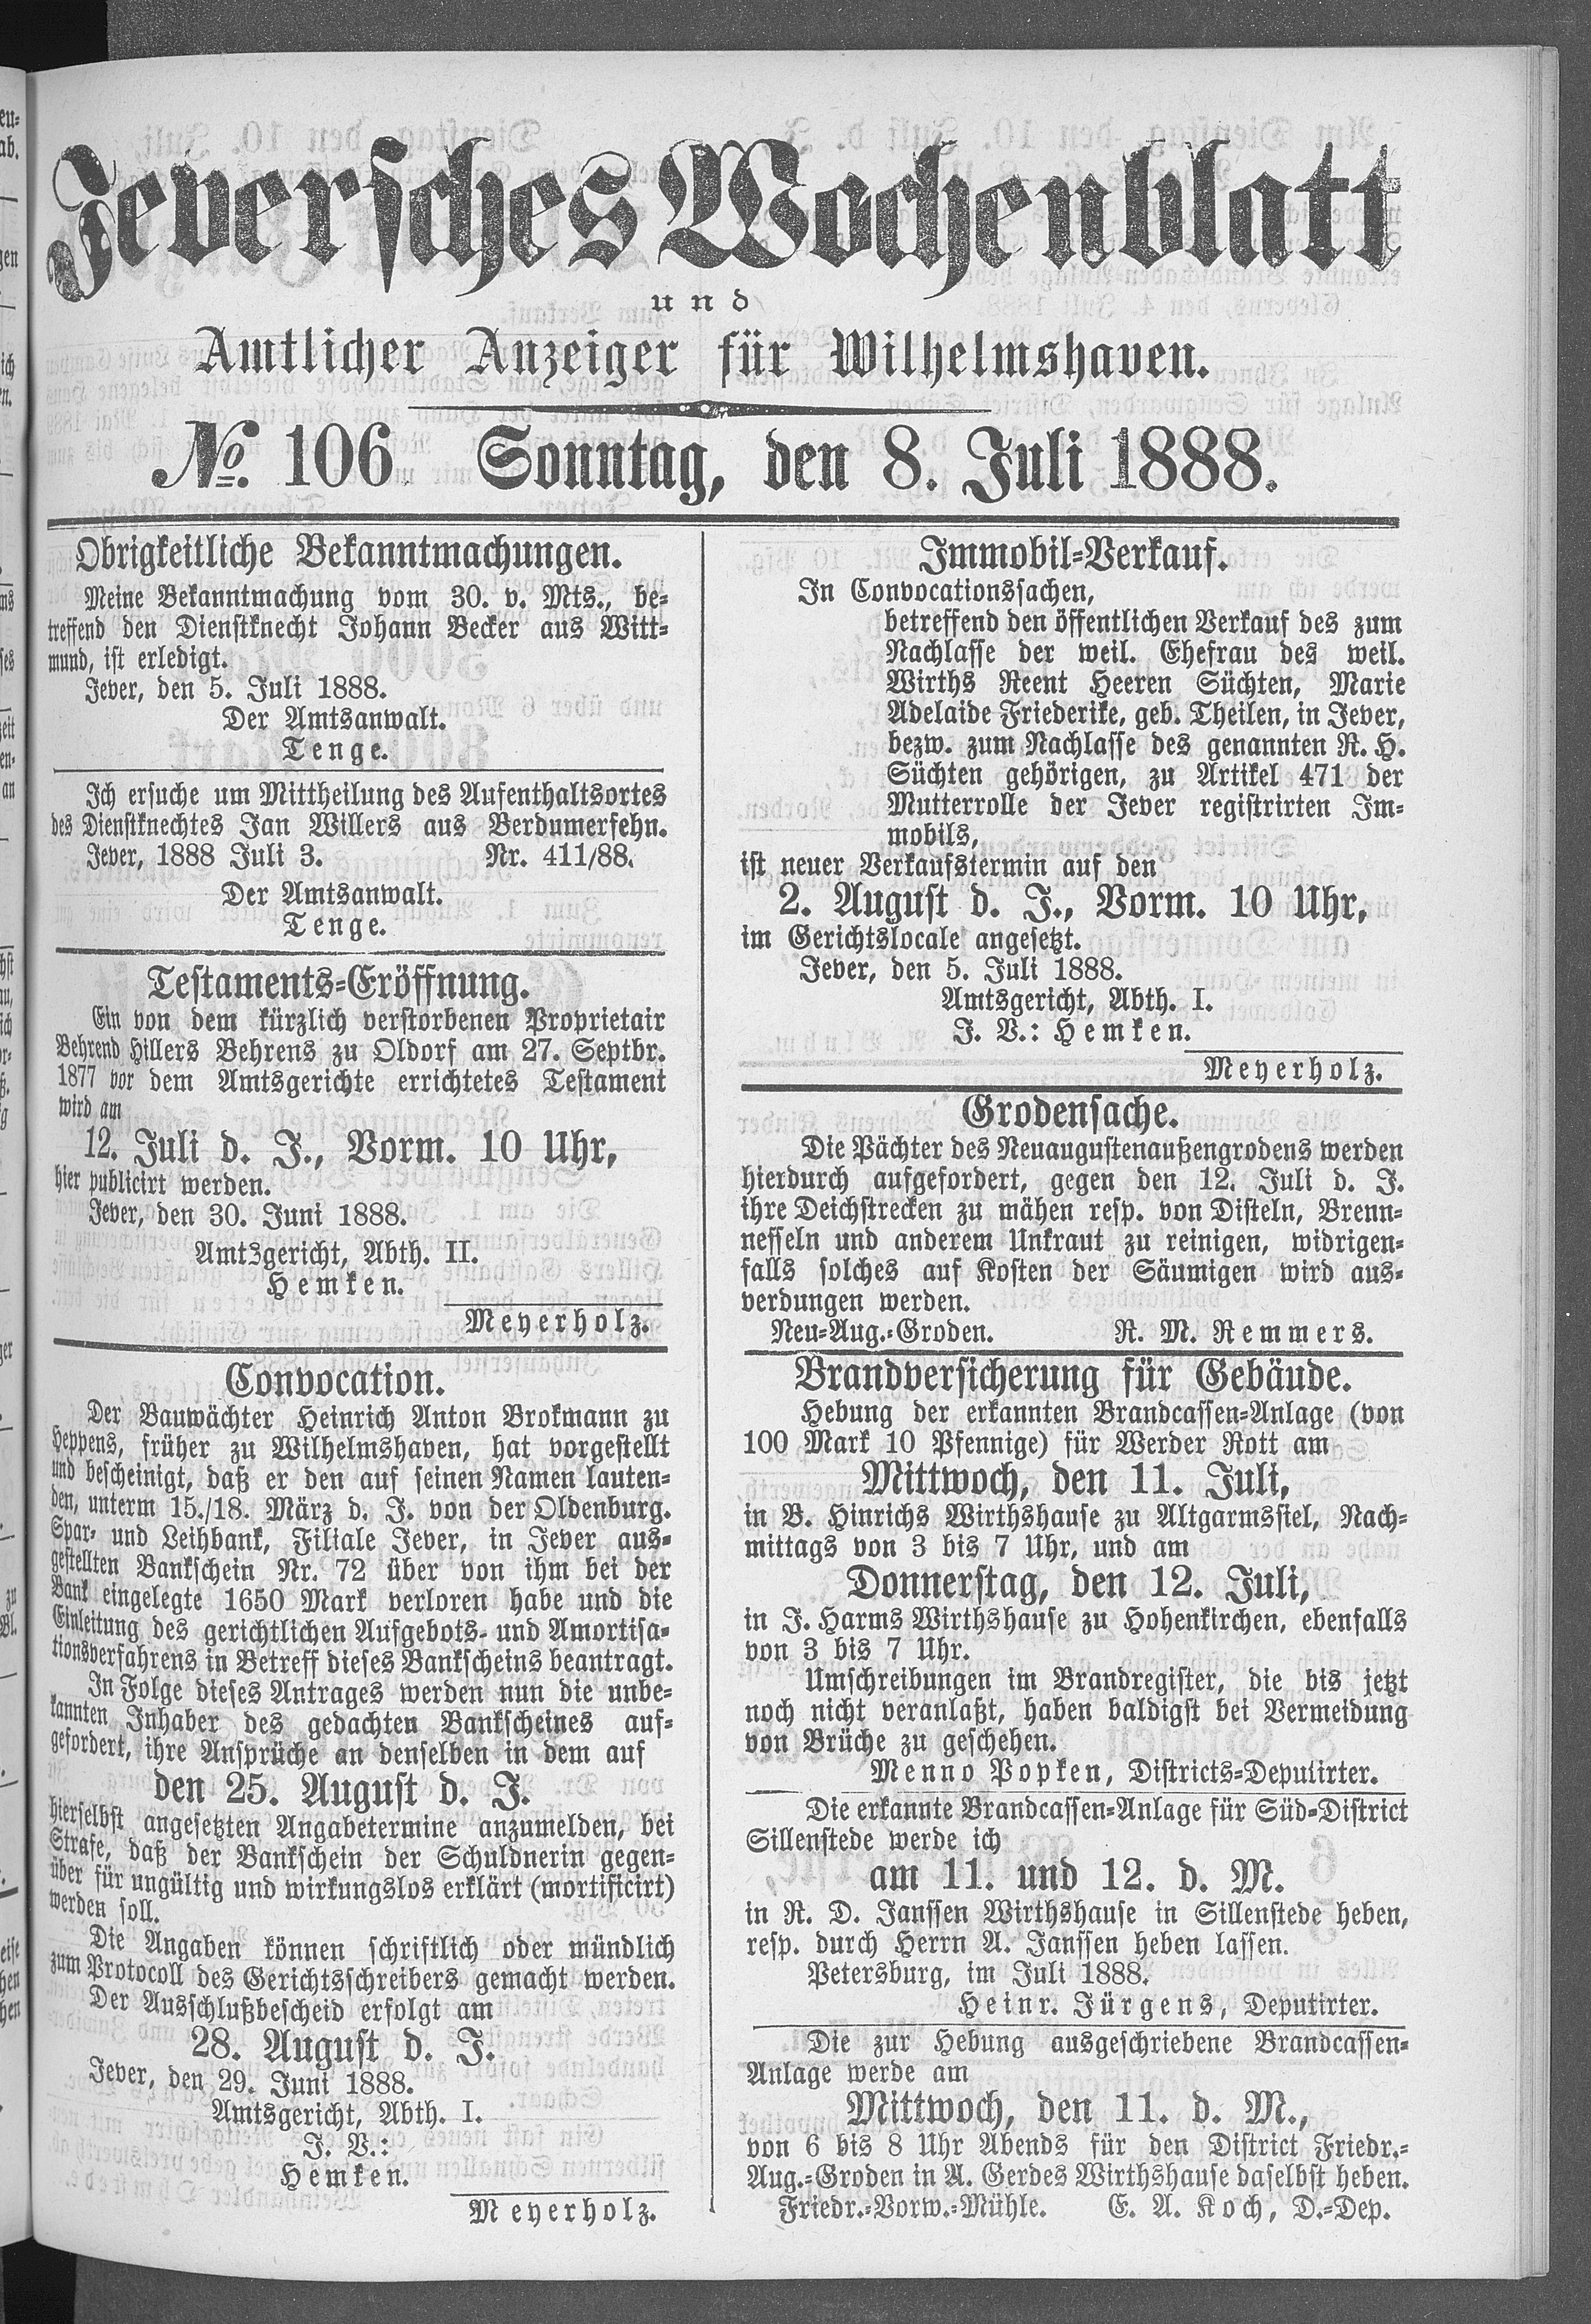 Jeversches Wochenblatt
und
Amtlicher Anzeiger für Wilhelmshaven.
№. 106. Sonntag, den 8. Juli 1888.
Obrigkeitliche Bekanntmachungen.
Meine Bekanntmachung vom 30. v. Mts., be-
treffend den Dienstknecht Johann Becker aus Witt-
mund, ist erledigt.
Jever, den 5. Juli 1888.
Der Amtsanwalt.
Tenge.
Ich ersuche um Mittheilung des Aufenthaltsortes
des Dienstknechtes Jan Willers aus Berdumerfehn.
Jever, 1888 Juli 3. Nr. 411/88.
Der Amtsanwalt.
Tenge.
Testaments-Eröffnung.
Ein von dem kürzlich verstorbenen Proprietair
Behrend Hillers Behrens zu Oldorf am 27. Septbr.
1877 vor dem Amtsgerichte errichtetes Testament
wird am
12. Juli d. J., Vorm. 10 Uhr,
hier publicirt werden.
Jever, den 30. Juni 1888.
Amtsgericht, Abth. II.
Hemken.
Meyerholz.
Convocation.
Der Bauwächter Heinrich Anton Brokmann zu
Heppens, früher zu Wilhelmshaven, hat vorgestellt
und bescheinigt, daß er den auf seinen Namen lauten-
den, unterm 15./18. März d. J. von der Oldenburg.
Spar- und Leihbank, Filiale Jever, in Jever aus-
gestellten Bankschein Nr. 72 über von ihm bei der
Bank eingelegte 1650 Mark verloren habe und die
Einleitung des gerichtlichen Aufgebots- und Amortisa-
tionsverfahrens in Betreff dieses Bankscheins beantragt.
In Folge dieses Antrages werden nun die unbe-
kannten Inhaber des gedachten Bankscheines auf-
gefordert, ihre Ansprüche an denselben in dem auf
den 25. August d. J.
hierselbst angesetzten Angabetermine anzumelden, bei
Strafe, daß der Bankschein der Schuldnerin gegen-
über für ungültig und wirkungslos erklärt (mortificirt)
werden soll.
Die Angaben können schriftlich oder mündlich
zum Protocoll des Gerichtsschreibers gemacht werden.
Der Ausschlußbescheid erfolgt am
28. August d. J.
Jever, den 29. Juni 1888.
Amtsgericht, Abth. I.
J. V.:
Hemken.
Meyerholz.
Immobil-Verkauf.
In Convocationssachen,
betreffend den öffentlichen Verkauf des zum
Nachlasse der weil. Ehefrau des weil.
Wirths Reent Heeren Süchten, Marie
Adelaide Friederike, geb. Theilen, in Jever,
bezw. zum Nachlasse des genannten R. H.
Süchten gehörigen, zu Artikel 471 der
Mutterrolle der Jever registrirten Im-
mobils,
ist neuer Verkaufstermin auf den
2. August d. J., Vorm. 10 Uhr,
im Gerichtslocale angesetzt.
Jever, den 5. Juli 1888.
Amtsgericht, Abth. I.
J. V.: Hemken.
Meyerholz.
Grodensache.
Die Pächter des Neuaugustenaußengrodens werden
hierdurch aufgefordert, gegen den 12. Juli d. J.
ihre Deichstrecken zu mähen resp. von Disteln, Brenn-
nesseln und anderem Unkraut zu reinigen, widrigen-
falls solches auf Kosten der Säumigen wird aus-
verdungen werden.
Neu-Aug.-Groden. R. M. Remmers.
Brandversicherung für Gebäude.
Hebung der erkannten Brandcassen-Anlage (von
100 Mark 10 Pfennige) für Werder Rott am
Mittwoch, den 11. Juli,
in B. Hinrichs Wirthshause zu Altgarmssiel, Nach-
mittags von 3 bis 7 Uhr, und am
Donnerstag, den 12. Juli,
in J. Harms Wirthshause zu Hohenkirchen, ebenfalls
von 3 bis 7 Uhr.
Umschreibungen im Brandregister, die bis jetzt
noch nicht veranlaßt, haben baldigst bei Vermeidung
von Brüche zu geschehen.
Menno Popken, Districts-Deputirter.
Die erkannte Brandcassen-Anlage für Süd-District
Sillenstede werde ich
am 11. und 12. d. M.
in R. D. Janssen Wirthshause in Sillenstede heben,
resp. durch Herrn A. Janssen heben lassen.
Petersburg, im Juli 1888.
Heinr. Jürgens, Deputirter.
Die zur Hebung ausgeschriebene Brandcassen-
Anlage werde am
Mittwoch, den 11. d. M.,
von 6 bis 8 Uhr Abends für den District Friedr.-
Aug.-Groden in A. Gerdes Wirthshause daselbst heben.
Friedr.-Vorw.-Mühle. E. A. Koch, D.-Dep.